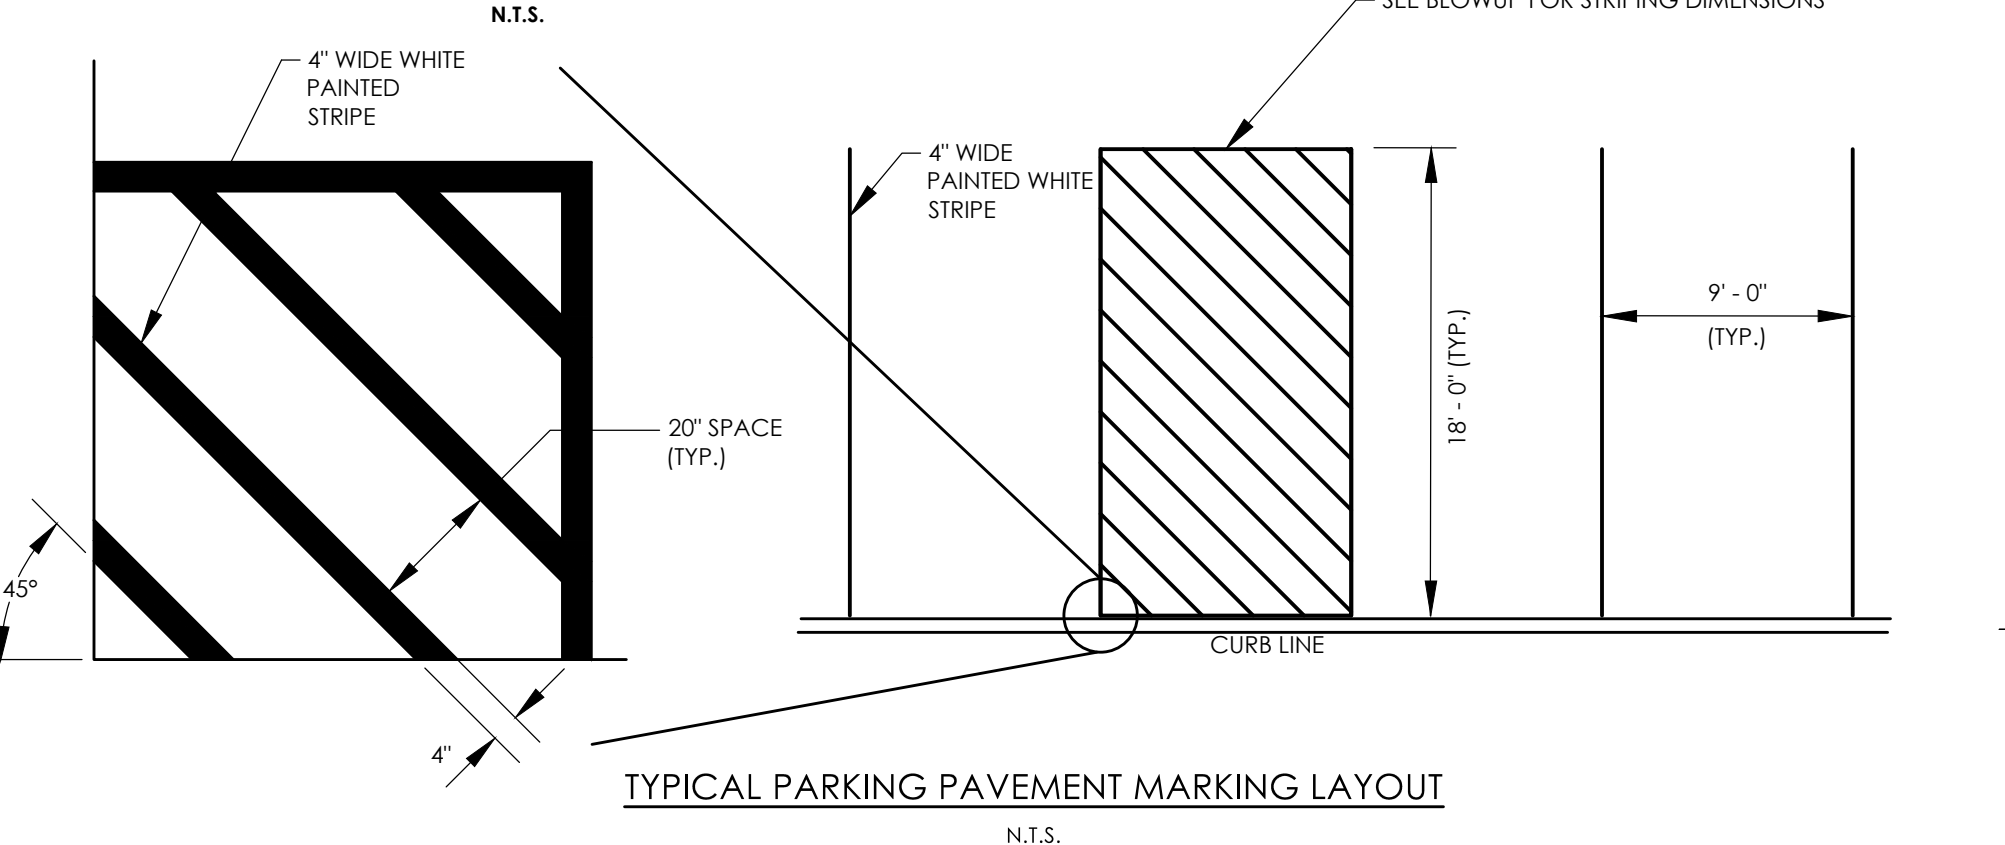 N.T.S.
SEE BLOWUP FOR STRIPING DIMENSIONS
4" WIDE WHITE
PAINTED
STRIPE
4" WIDE
PAINTED WHITE
STRIPE
9' - 0"
(TYP.)
18' - 0" (TYP.)
20" SPACE
(TYP.)
45°
CURB LINE
4"
TYPICAL PARKING PAVEMENT MARKING LAYOUT
N.T.S.